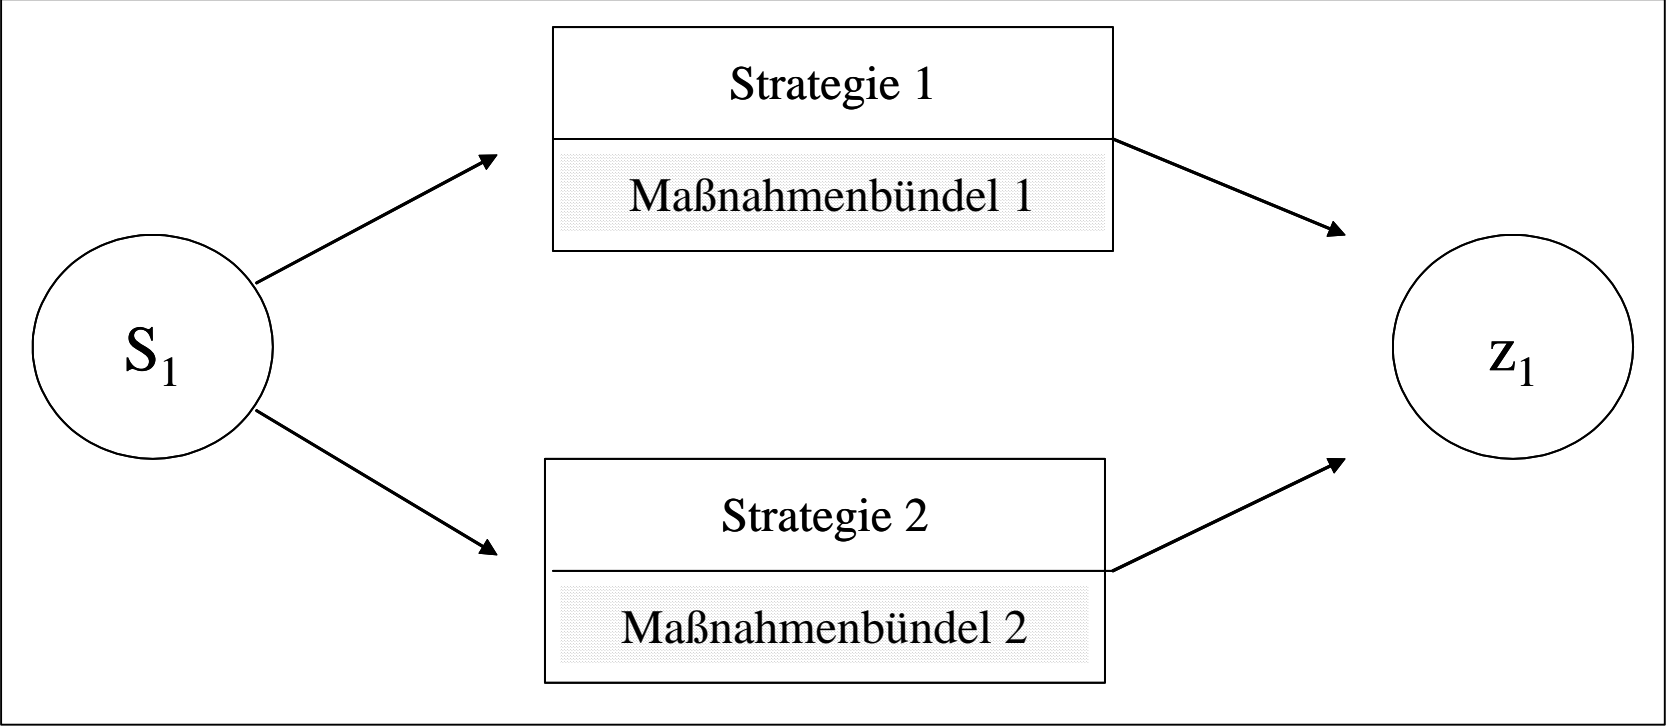 Strategie 1
Maßnahmenbündel 1
S₁
z₁
Strategie 2
Maßnahmenbündel 2